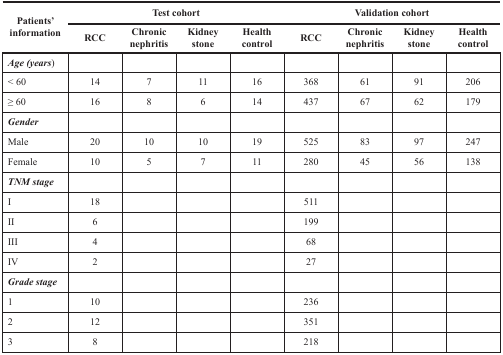 Patients' information Test cohort Validation cohort
RCC Chronic nephritis Kidney stone Health control RCC Chronic nephritis Kidney stone Health control
Age (years)
< 60 14 7 11 16 368 61 91 206
≥ 60 16 8 6 14 437 67 62 179
Gender
Male 20 10 10 19 525 83 97 247
Female 10 5 7 11 280 45 56 138
TNM stage
I 18 511
II 6 199
III 4 68
IV 2 27
Grade stage
1 10 236
2 12 351
3 8 218